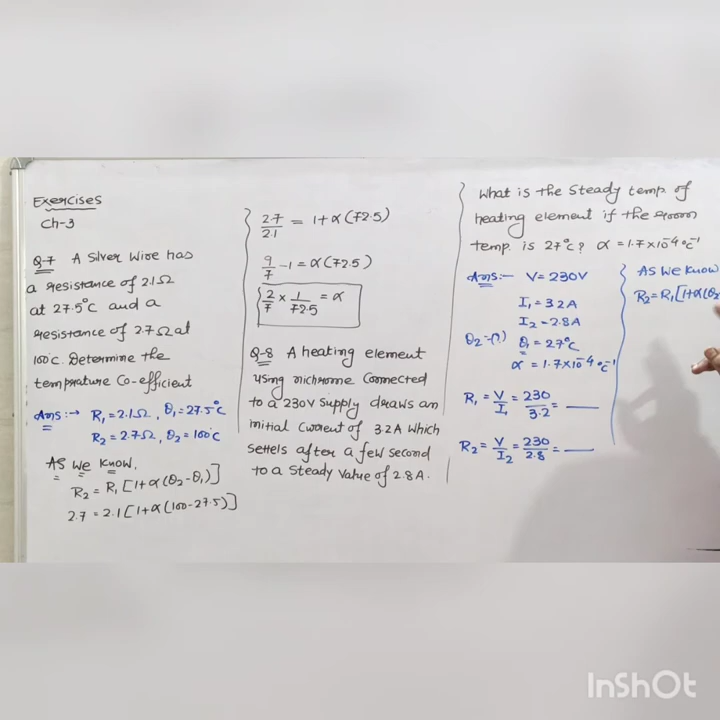 Exercises
Ch-3
Q-7 A Silver Wire has
a resistance of 2.1Ω
at 27.5°C and a
resistance of 2.7Ω at
100°C. Determine the
temprature Co-efficient
Ans:→ R₁=2.1Ω, θ₁=27.5°C
R₂=2.7Ω, θ₂=100°C
As we know,
R₂=R₁[1+α(θ₂-θ₁)]
2.7=2.1[1+α(100-27.5)]
2.7/2.1 = 1+α(72.5)
9/7 -1 = α(72.5)
2/7 × 1/72.5 = α
Q-8 A heating element
using nichrome Connected
to a 230V supply draws an
initial Current of 3.2A which
Settels after a few second
to a Steady Value of 2.8A.
What is the Steady temp. of
heating element if the room
temp. is 27°C? α=1.7×10⁻⁴ °C⁻¹
Ans:- V=230V
I₁=3.2A
I₂=2.8A
θ₂=(?) θ₁=27°C
α=1.7×10⁻⁴ °C⁻¹
R₁=V/I₁=230/3.2=
R₂=V/I₂=230/2.8=
As we know
R₂=R₁[1+α(θ₂
InShOt